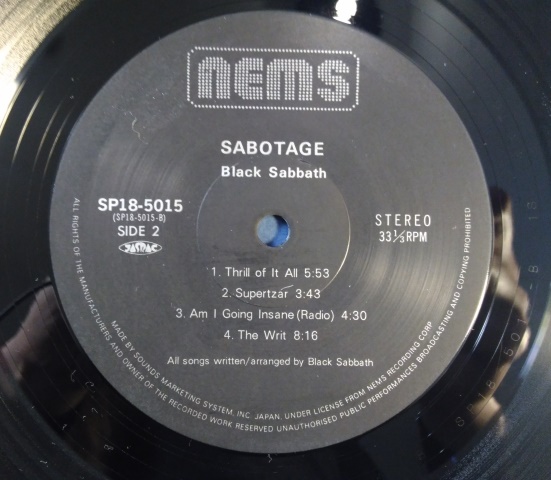 nems
SABOTAGE
Black Sabbath
SP18-5015
(SP18-5015-B)
SIDE 2
JASRAC
STEREO
33⅓RPM
1. Thrill of It All 5:53
2. Supertzar 3:43
3. Am I Going Insane (Radio) 4:30
4. The Writ 8:16
All songs written/arranged by Black Sabbath
MADE BY SOUNDS MARKETING SYSTEM, INC. JAPAN, UNDER LICENSE FROM NEMS RECORDING CORP
ALL RIGHTS OF THE MANUFACTURERS AND OWNER OF THE RECORDED WORK RESERVED UNAUTHORISED PUBLIC PERFORMANCES BROADCASTING AND COPYING PROHIBITED